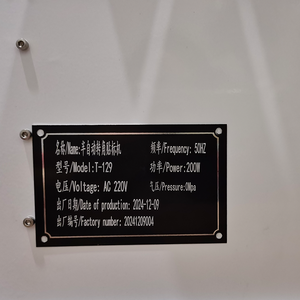 名称/Name:半自动转角贴标机 频率/Frequency: 50HZ
型号/Model:T-129 功率/Power:200W
电压/Voltage: AC 220V 气压/Pressure:0Mpa
出厂日期/Date of production: 2024-12-09
出厂编号/Factory number: 20241209004